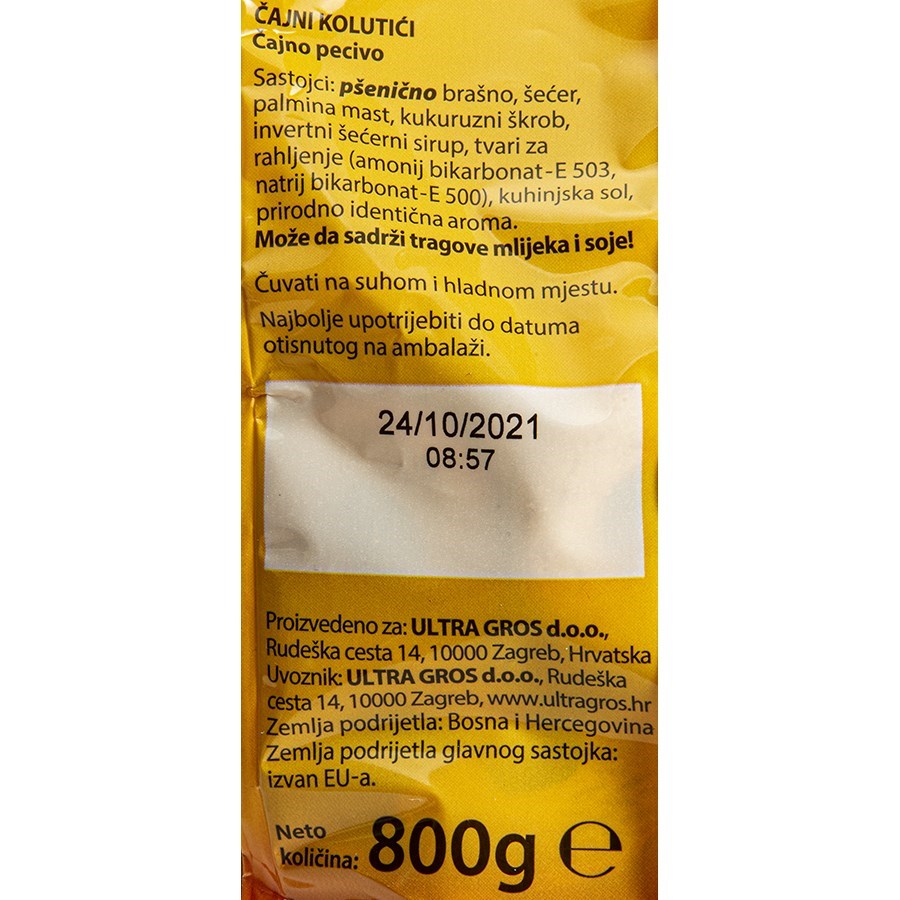 ČAJNI KOLUTIĆI
Čajno pecivo
Sastojci: pšenično brašno, šećer,
palmina mast, kukuruzni škrob,
invertni šećerni sirup, tvari za
rahljenje (amonij bikarbonat-E 503,
natrij bikarbonat-E 500), kuhinjska sol,
prirodno identična aroma.
Može da sadrži tragove mlijeka i soje!
Čuvati na suhom i hladnom mjestu.
Najbolje upotrijebiti do datuma
otisnutog na ambalaži.
24/10/2021
08:57
Proizvedeno za: ULTRA GROS d.o.o.,
Rudeška cesta 14, 10000 Zagreb, Hrvatska
Uvoznik: ULTRA GROS d.o.o., Rudeška
cesta 14, 10000 Zagreb, www.ultragros.hr
Zemlja podrijetla: Bosna i Hercegovina
Zemlja podrijetla glavnog sastojka:
izvan EU-a.
Neto
količina: 800g ℮